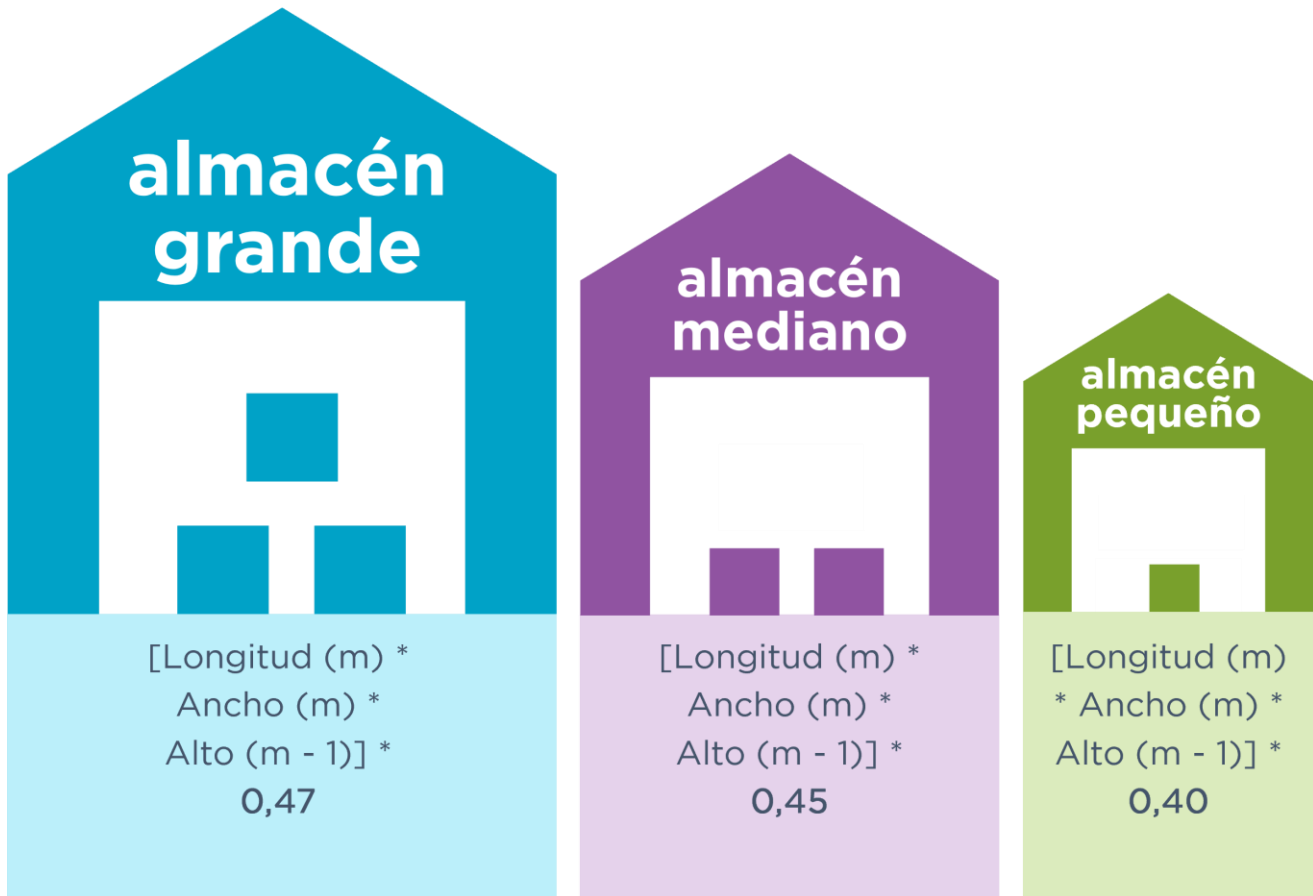 almacén
grande
[Longitud (m) *
Ancho (m) *
Alto (m - 1)] *
0,47
almacén
mediano
[Longitud (m) *
Ancho (m) *
Alto (m - 1)] *
0,45
almacén
pequeño
[Longitud (m)
* Ancho (m) *
Alto (m - 1)] *
0,40